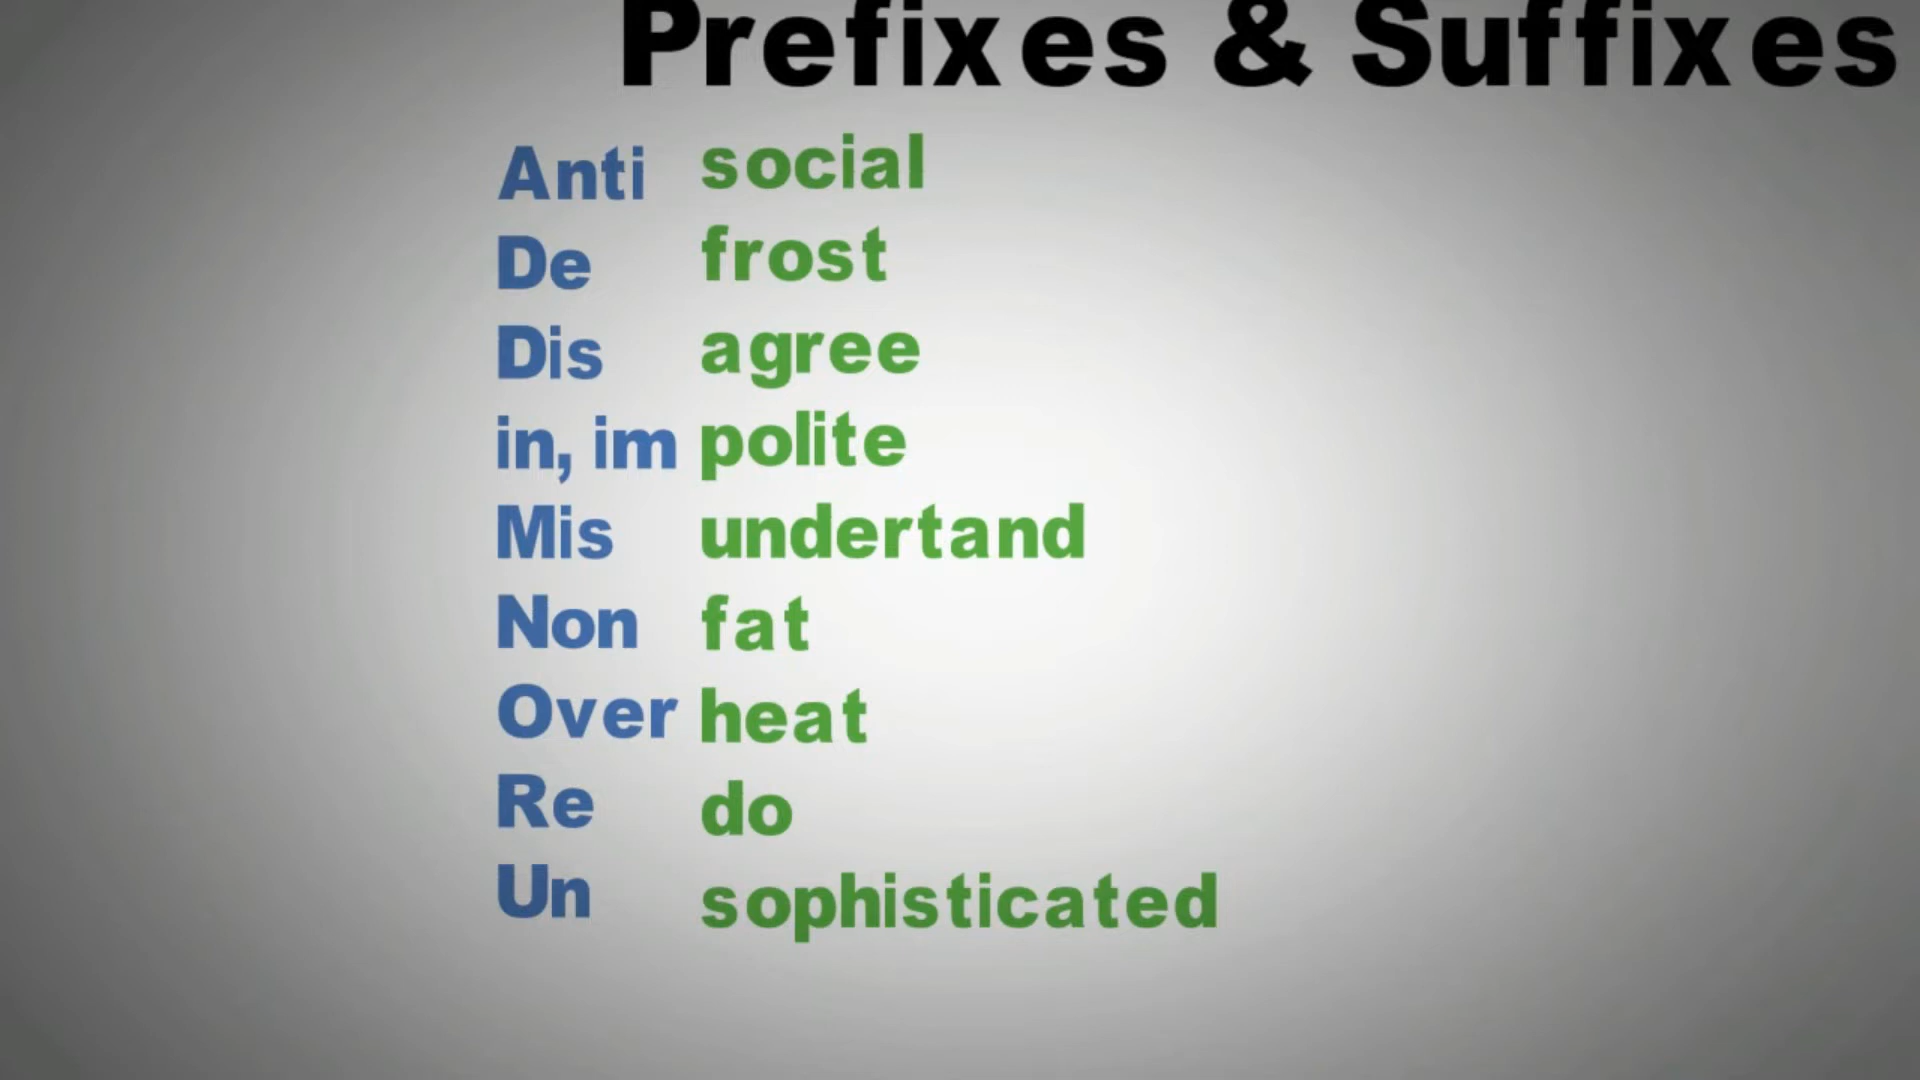 Prefixes & Suffixes
Anti social
De frost
Dis agree
in, im polite
Mis undertand
Non fat
Over heat
Re do
Un sophisticated